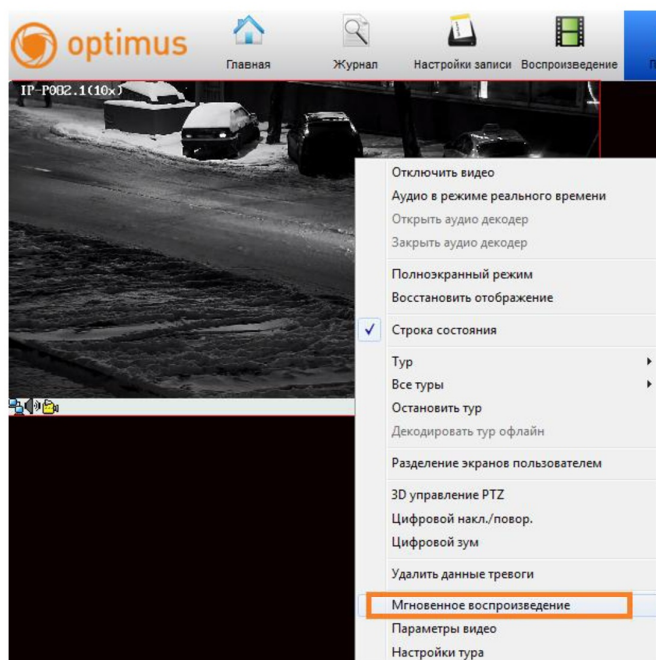 optimus
Главная
Журнал
Настройки записи
Воспроизведение
IP-P002.1(10x)
Отключить видео
Аудио в режиме реального времени
Открыть аудио декодер
Закрыть аудио декодер
Полноэкранный режим
Восстановить отображение
Строка состояния
Тур
Все туры
Остановить тур
Декодировать тур офлайн
Разделение экранов пользователем
3D управление PTZ
Цифровой накл./повор.
Цифровой зум
Удалить данные тревоги
Мгновенное воспроизведение
Параметры видео
Настройки тура